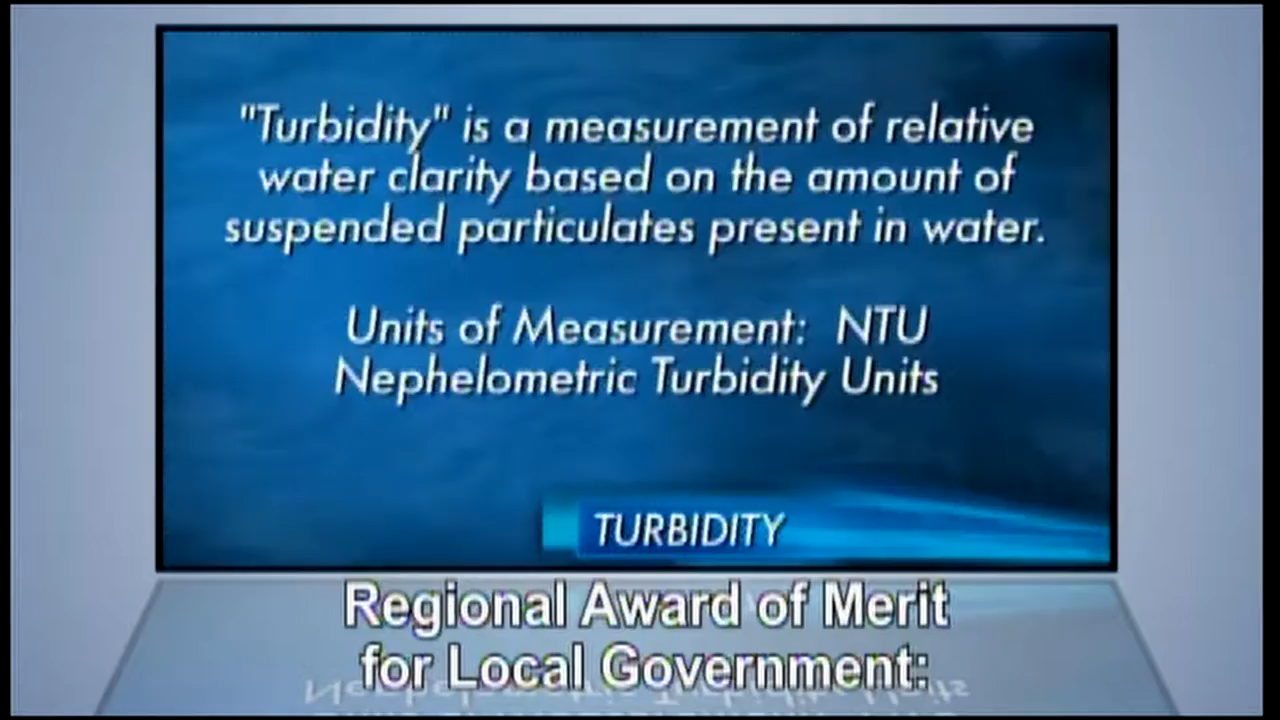 "Turbidity" is a measurement of relative
water clarity based on the amount of
suspended particulates present in water.
Units of Measurement: NTU
Nephelometric Turbidity Units
TURBIDITY
Regional Award of Merit
for Local Government: